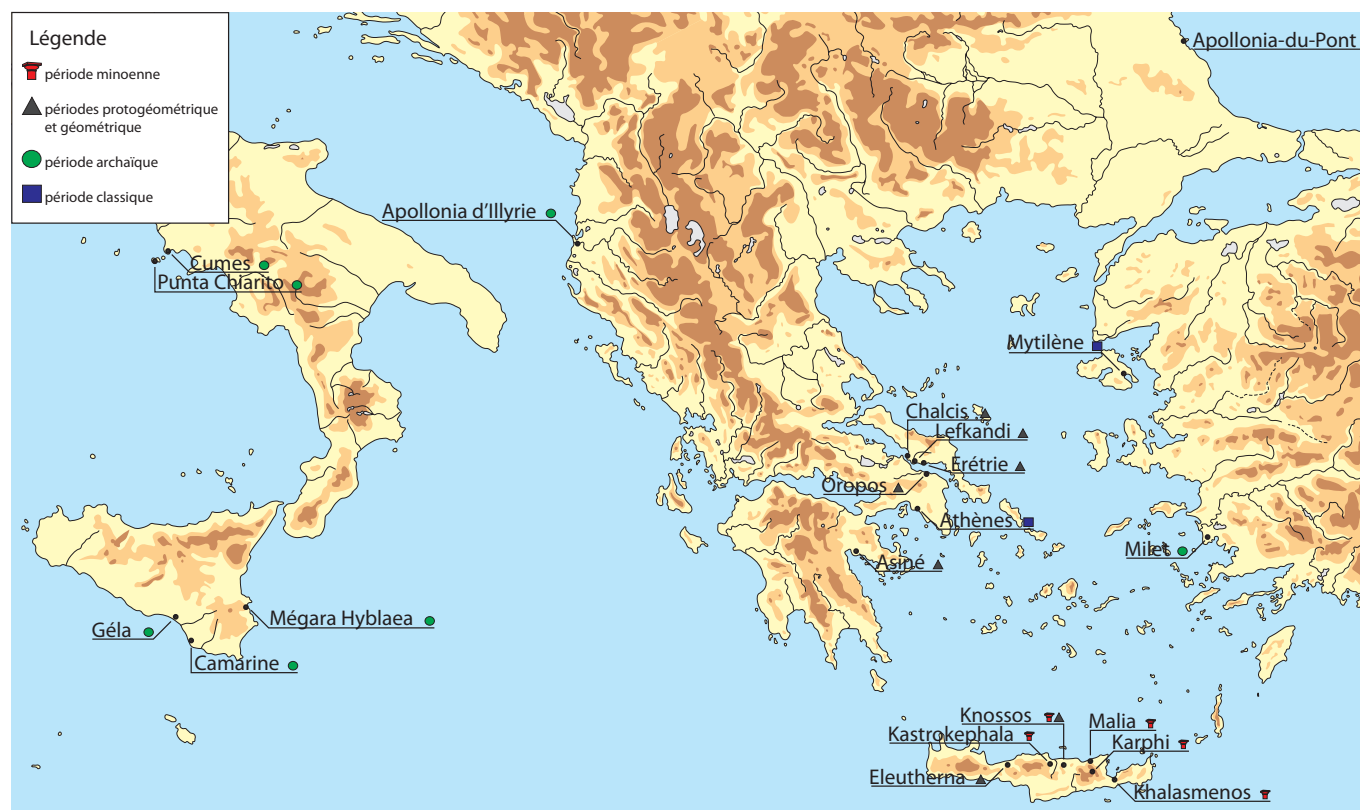 Légende
période minoenne
périodes protogéométrique
et géométrique
période archaïque
période classique
Apollonia-du-Pont
Apollonia d'Illyrie
Cumes
Punta Chiarito
Mytilène
Chalcis
Lefkandi
Erétrie
Oropos
Athènes
Milet
Asiné
Mégara Hyblaea
Géla
Camarine
Knossos
Malia
Kastrokephala
Karphi
Eleutherna
Khalasmenos